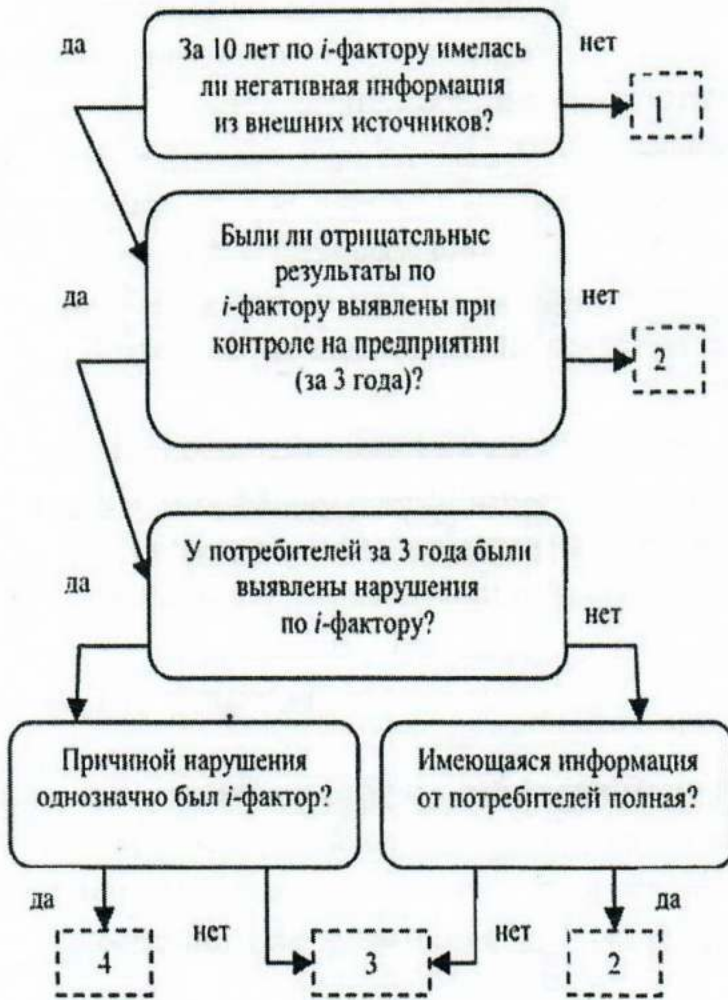 да
За 10 лет по i-фактору имелась
ли негативная информация
из внешних источников?
нет
1
Были ли отрицательные
результаты по
i-фактору выявлены при
контроле на предприятии
(за 3 года)?
да
нет
2
У потребителей за 3 года были
выявлены нарушения
по i-фактору?
да
нет
Причиной нарушения
однозначно был i-фактор?
Имеющаяся информация
от потребителей полная?
да
4
нет
3
нет
2
да